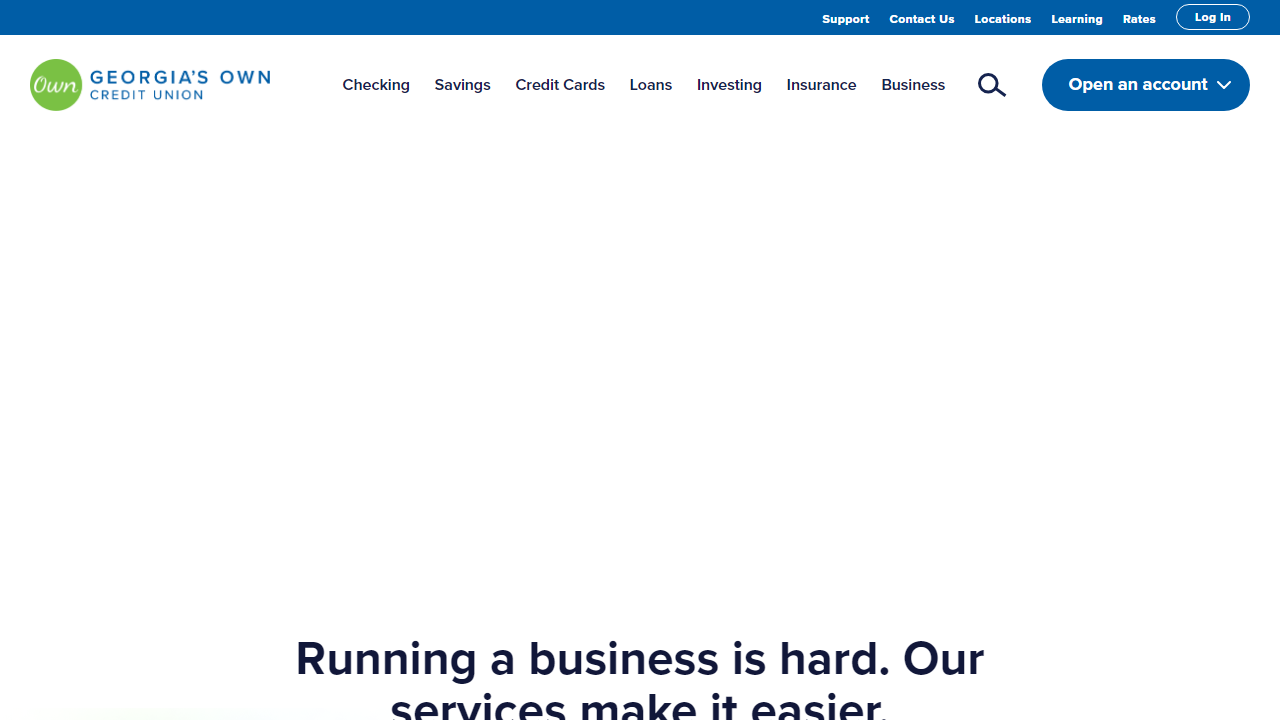 Support Contact Us Locations Learning Rates Log In
Own GEORGIA'S OWN
CREDIT UNION
Checking Savings Credit Cards Loans Investing Insurance Business Open an account
Running a business is hard. Our
services make it easier.